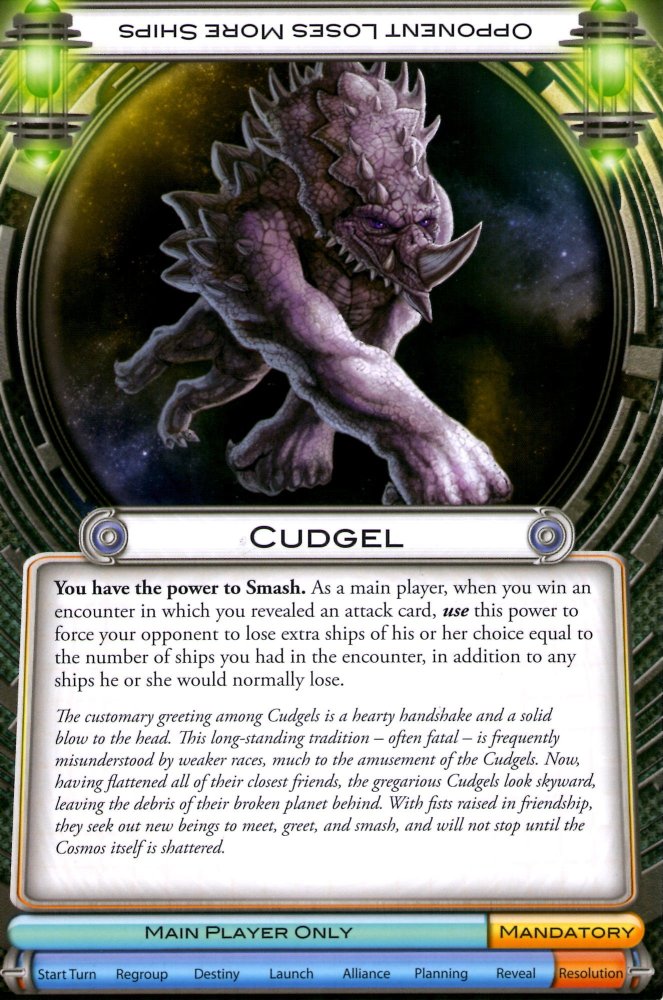 OPPONENT LOSES MORE SHIPS
CUDGEL
You have the power to Smash. As a main player, when you win an
encounter in which you revealed an attack card, use this power to
force your opponent to lose extra ships of his or her choice equal to
the number of ships you had in the encounter, in addition to any
ships he or she would normally lose.
The customary greeting among Cudgels is a hearty handshake and a solid
blow to the head. This long-standing tradition – often fatal – is frequently
misunderstood by weaker races, much to the amusement of the Cudgels. Now,
having flattened all of their closest friends, the gregarious Cudgels look skyward,
leaving the debris of their broken planet behind. With fists raised in friendship,
they seek out new beings to meet, greet, and smash, and will not stop until the
Cosmos itself is shattered.
MAIN PLAYER ONLY MANDATORY
Start Turn Regroup Destiny Launch Alliance Planning Reveal Resolution